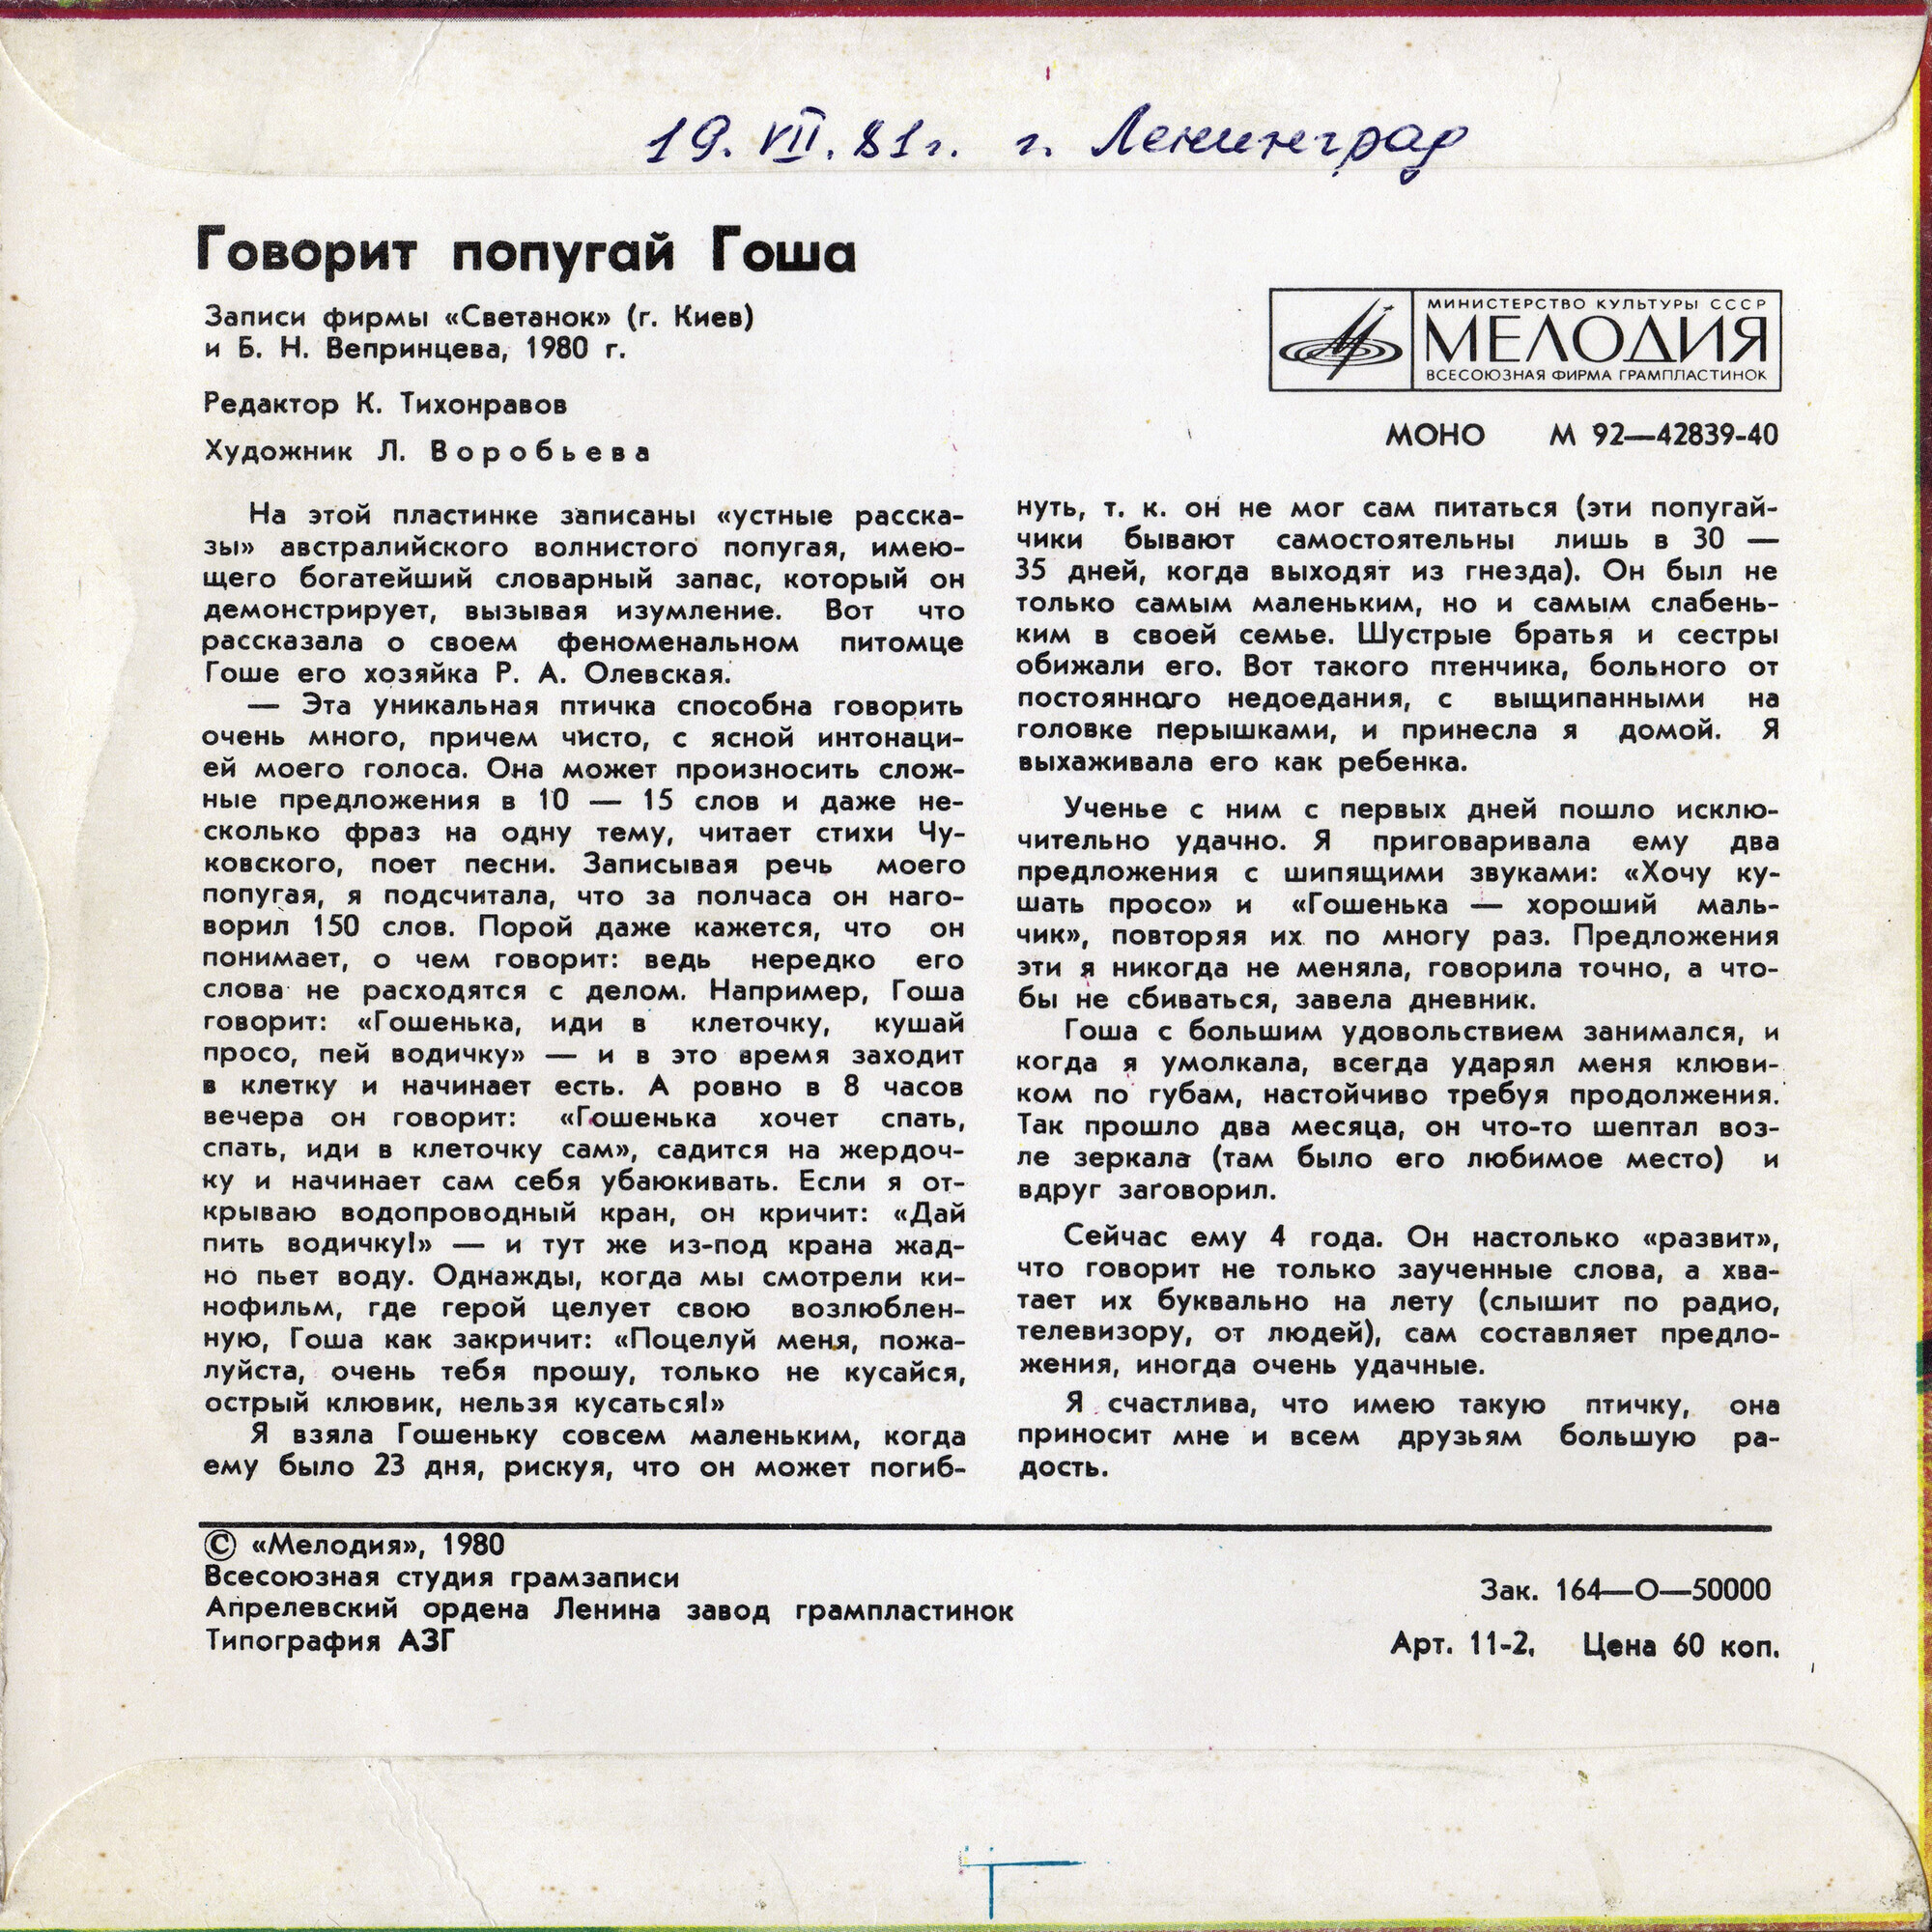 19. VII. 81г. г. Ленинград
Говорит попугай Гоша
Записи фирмы «Светанок» (г. Киев)
и Б. Н. Вепринцева, 1980 г.
Редактор К. Тихонравов
Художник Л. Воробьева
МИНИСТЕРСТВО КУЛЬТУРЫ СССР
МЕЛОДИЯ
ВСЕСОЮЗНАЯ ФИРМА ГРАМПЛАСТИНОК
МОНО М 92—42839-40
На этой пластинке записаны «устные расска-
зы» австралийского волнистого попугая, имею-
щего богатейший словарный запас, который он
демонстрирует, вызывая изумление. Вот что
рассказала о своем феноменальном питомце
Гоше его хозяйка Р. А. Олевская.
— Эта уникальная птичка способна говорить
очень много, причем чисто, с ясной интонаци-
ей моего голоса. Она может произносить слож-
ные предложения в 10 — 15 слов и даже не-
сколько фраз на одну тему, читает стихи Чу-
ковского, поет песни. Записывая речь моего
попугая, я подсчитала, что за полчаса он наго-
ворил 150 слов. Порой даже кажется, что он
понимает, о чем говорит: ведь нередко его
слова не расходятся с делом. Например, Гоша
говорит: «Гошенька, иди в клеточку, кушай
просо, пей водичку» — и в это время заходит
в клетку и начинает есть. А ровно в 8 часов
вечера он говорит: «Гошенька хочет спать,
спать, иди в клеточку сам», садится на жердоч-
ку и начинает сам себя убаюкивать. Если я от-
крываю водопроводный кран, он кричит: «Дай
пить водичку!» — и тут же из-под крана жад-
но пьет воду. Однажды, когда мы смотрели ки-
нофильм, где герой целует свою возлюблен-
ную, Гоша как закричит: «Поцелуй меня, пожа-
луйста, очень тебя прошу, только не кусайся,
острый клювик, нельзя кусаться!»
Я взяла Гошеньку совсем маленьким, когда
ему было 23 дня, рискуя, что он может погиб-
нуть, т. к. он не мог сам питаться (эти попугай-
чики бывают самостоятельны лишь в 30 —
35 дней, когда выходят из гнезда). Он был не
только самым маленьким, но и самым слабень-
ким в своей семье. Шустрые братья и сестры
обижали его. Вот такого птенчика, больного от
постоянного недоедания, с выщипанными на
головке перышками, и принесла я домой. Я
выхаживала его как ребенка.
Ученье с ним с первых дней пошло исклю-
чительно удачно. Я приговаривала ему два
предложения с шипящими звуками: «Хочу ку-
шать просо» и «Гошенька — хороший маль-
чик», повторяя их по многу раз. Предложения
эти я никогда не меняла, говорила точно, а что-
бы не сбиваться, завела дневник.
Гоша с большим удовольствием занимался, и
когда я умолкала, всегда ударял меня клюви-
ком по губам, настойчиво требуя продолжения.
Так прошло два месяца, он что-то шептал воз-
ле зеркала (там было его любимое место) и
вдруг заговорил.
Сейчас ему 4 года. Он настолько «развит»,
что говорит не только заученные слова, а хва-
тает их буквально на лету (слышит по радио,
телевизору, от людей), сам составляет предло-
жения, иногда очень удачные.
Я счастлива, что имею такую птичку, она
приносит мне и всем друзьям большую ра-
дость.
© «Мелодия», 1980
Всесоюзная студия грамзаписи
Апрелевский ордена Ленина завод грампластинок
Типография АЗГ
Зак. 164—О—50000
Арт. 11-2. Цена 60 коп.